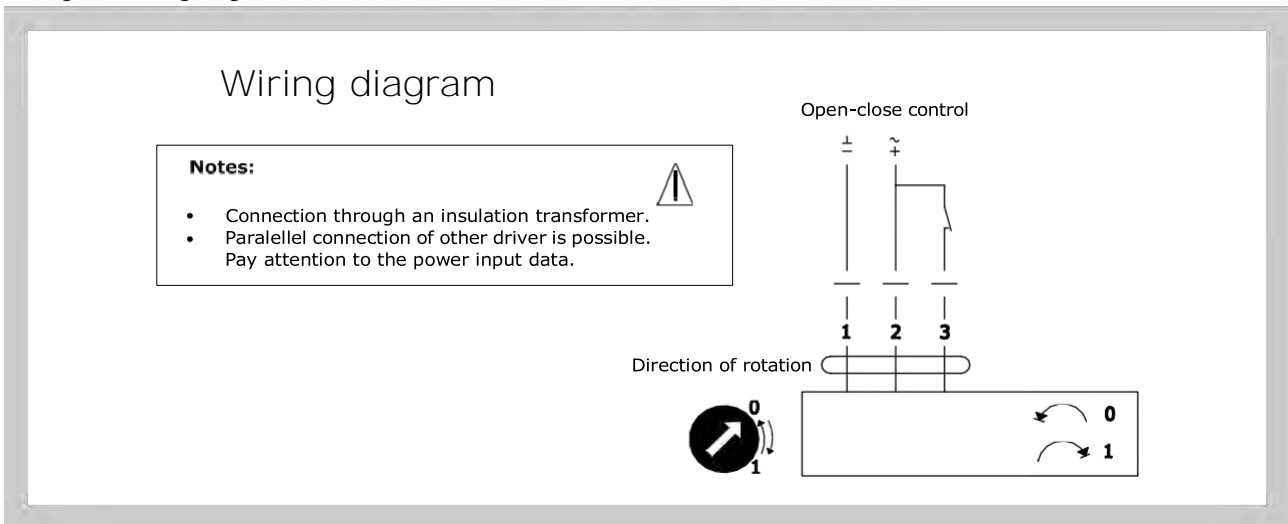 Wiring diagram
Open-close control
Notes:
• Connection through an insulation transformer.
• Paralellel connection of other driver is possible.
Pay attention to the power input data.
⊥ ~
− +
1 2 3
Direction of rotation
0
1
0
1